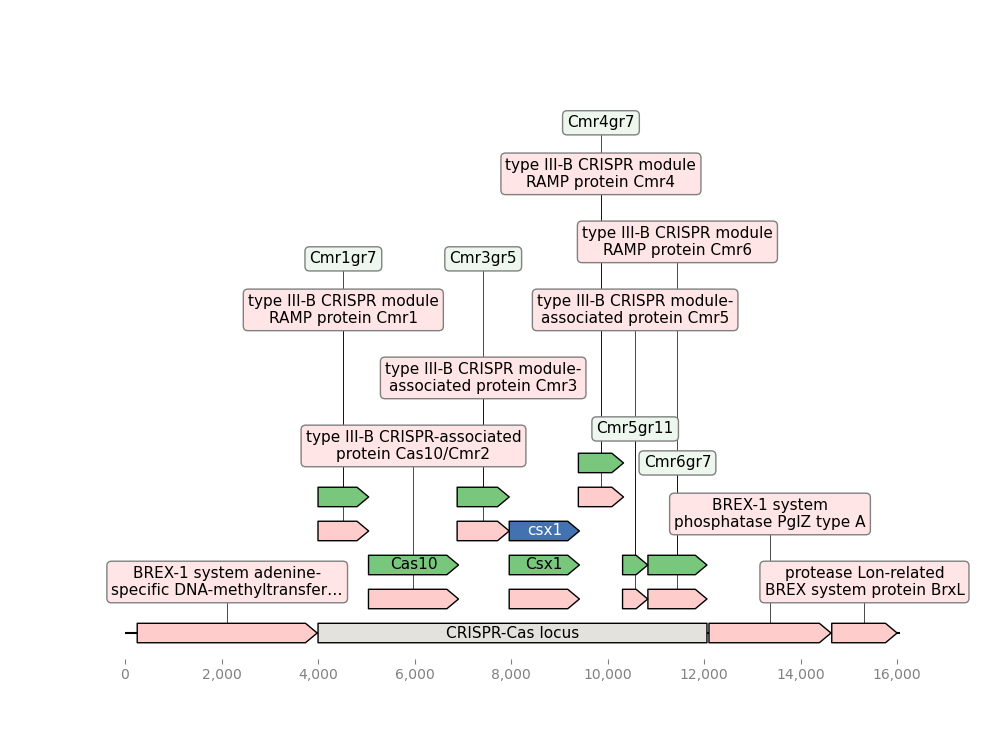 Cmr4gr7
type III-B CRISPR module
RAMP protein Cmr4
type III-B CRISPR module
RAMP protein Cmr6
Cmr1gr7
Cmr3gr5
type III-B CRISPR module
RAMP protein Cmr1
type III-B CRISPR module-
associated protein Cmr5
type III-B CRISPR module-
associated protein Cmr3
type III-B CRISPR-associated
protein Cas10/Cmr2
Cmr5gr11
Cmr6gr7
BREX-1 system
phosphatase PglZ type A
csx1
Cas10
Csx1
BREX-1 system adenine-
specific DNA-methyltransfer…
protease Lon-related
BREX system protein BrxL
CRISPR-Cas locus
0
2,000
4,000
6,000
8,000
10,000
12,000
14,000
16,000